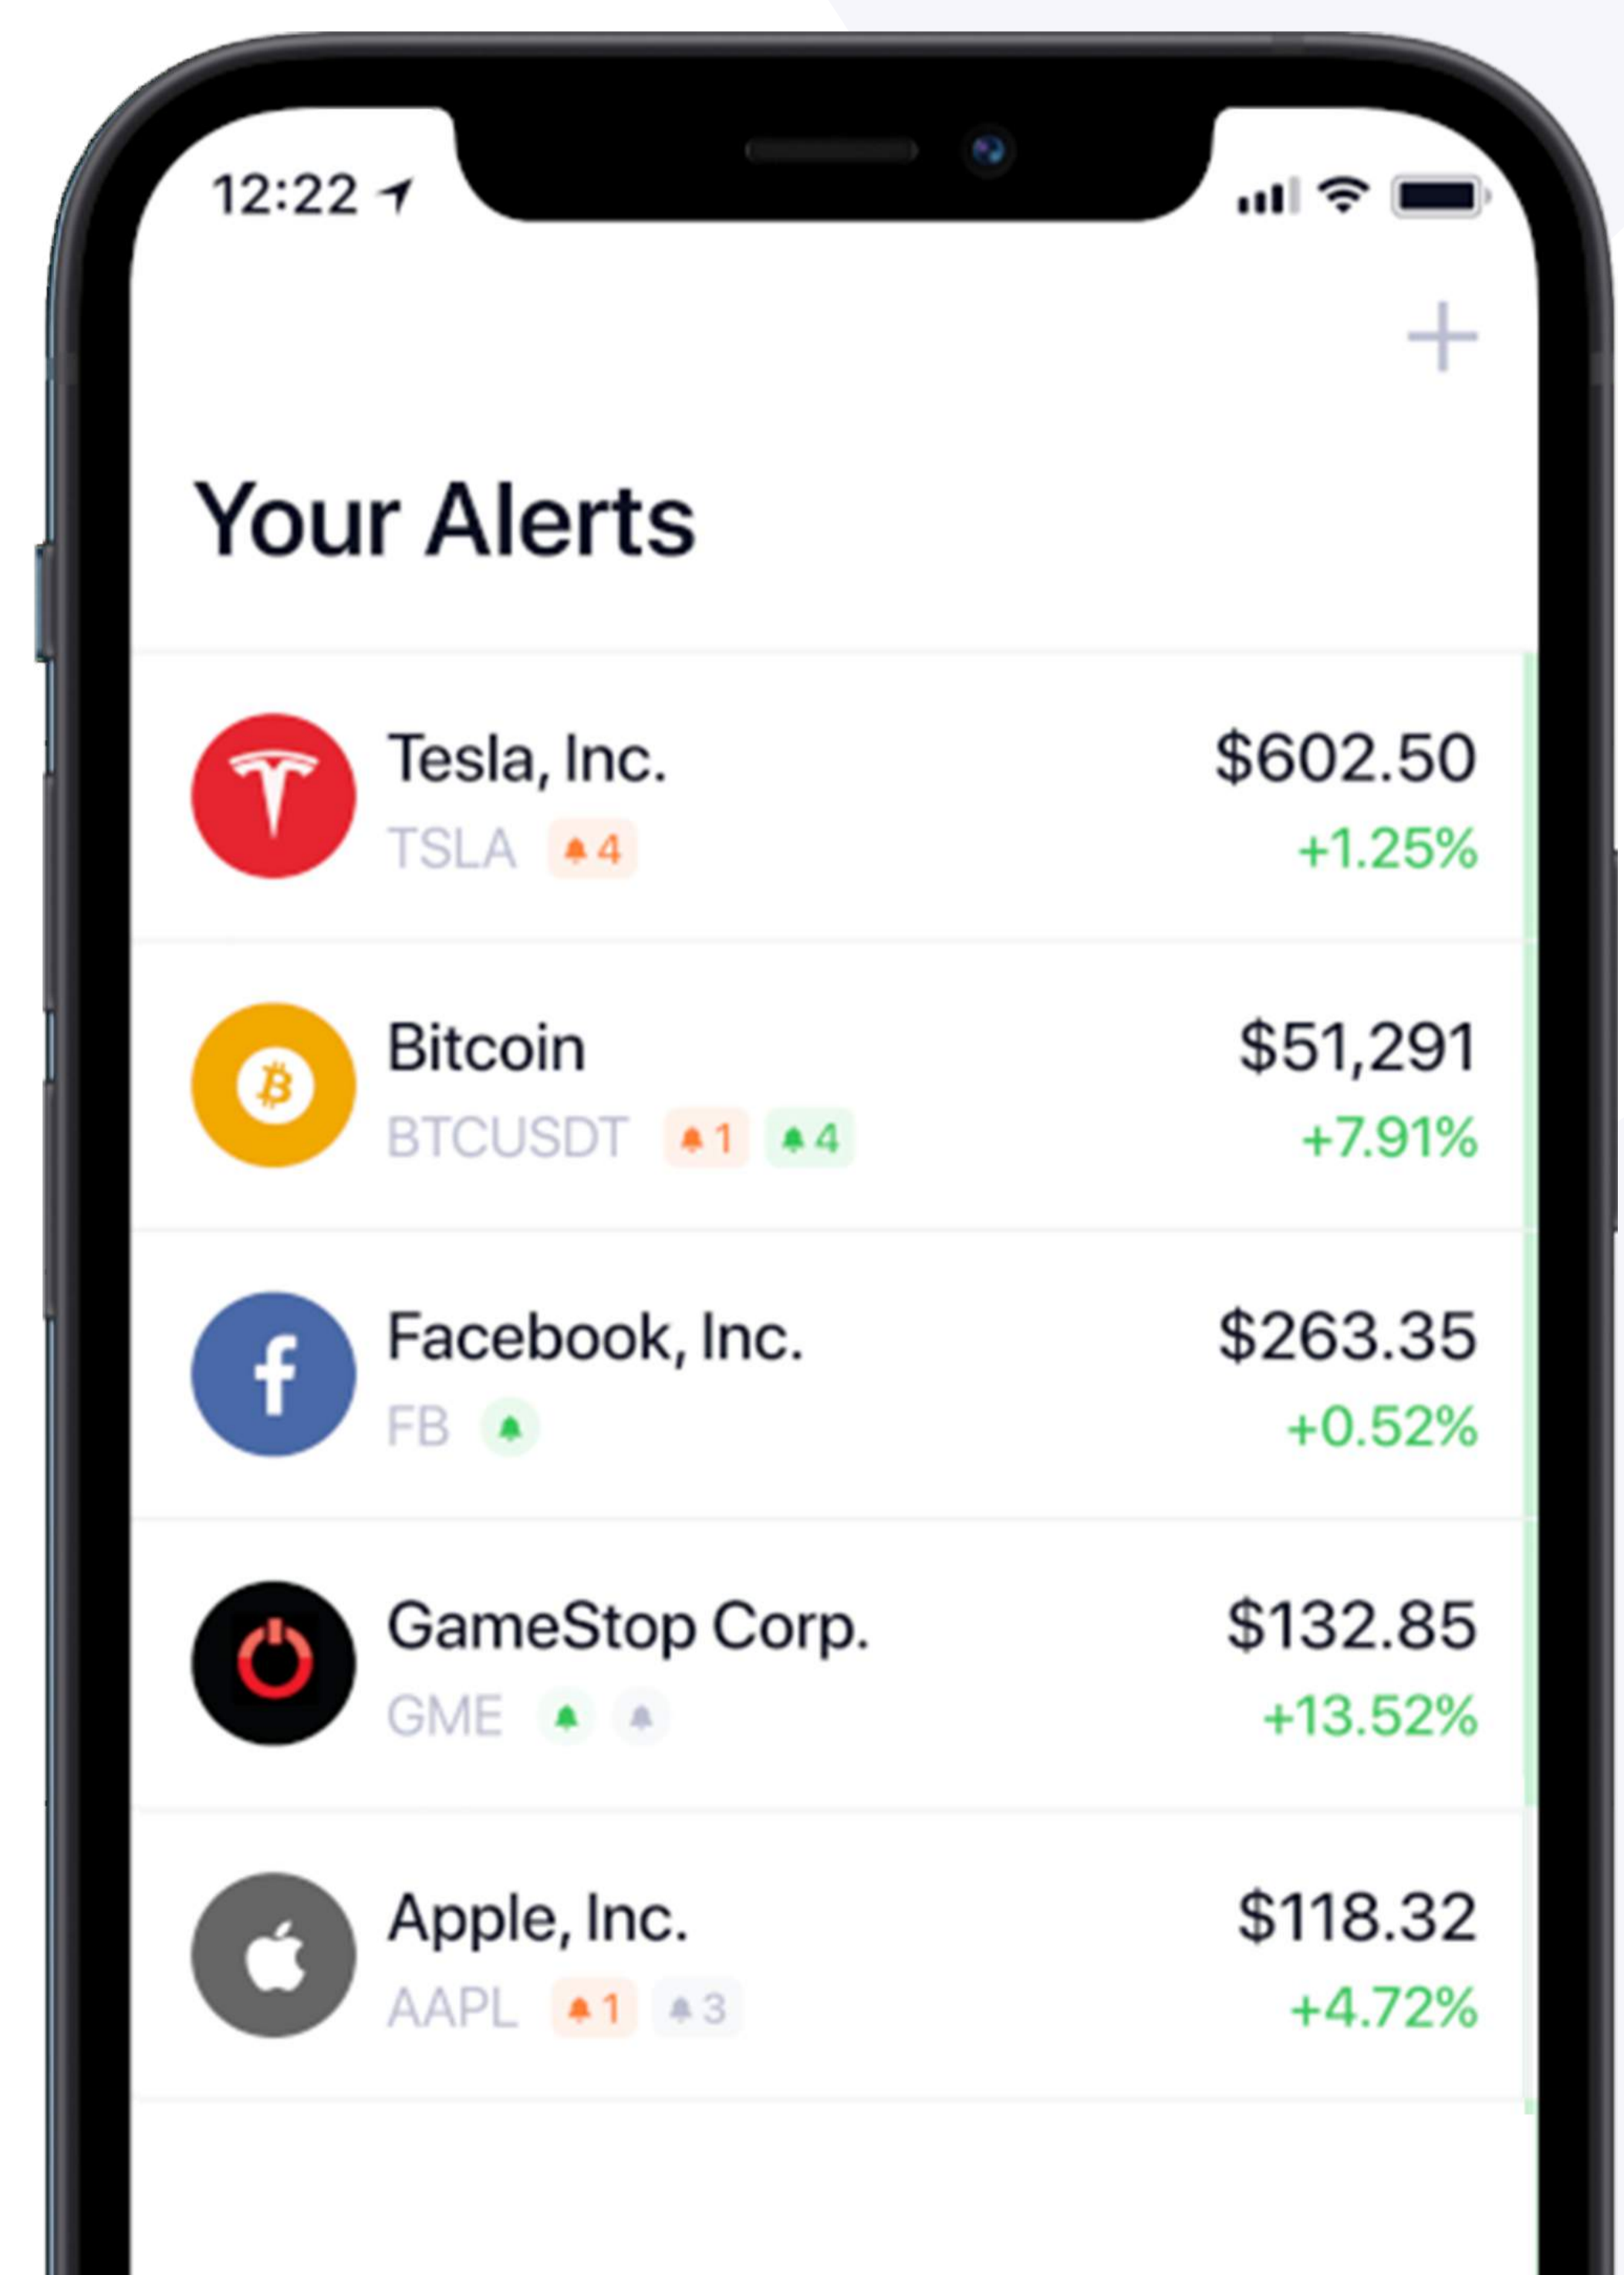 12:22
Your Alerts
Tesla, Inc. $602.50
TSLA 4 +1.25%
Bitcoin $51,291
BTCUSDT 1 4 +7.91%
Facebook, Inc. $263.35
FB +0.52%
GameStop Corp. $132.85
GME +13.52%
Apple, Inc. $118.32
AAPL 1 3 +4.72%